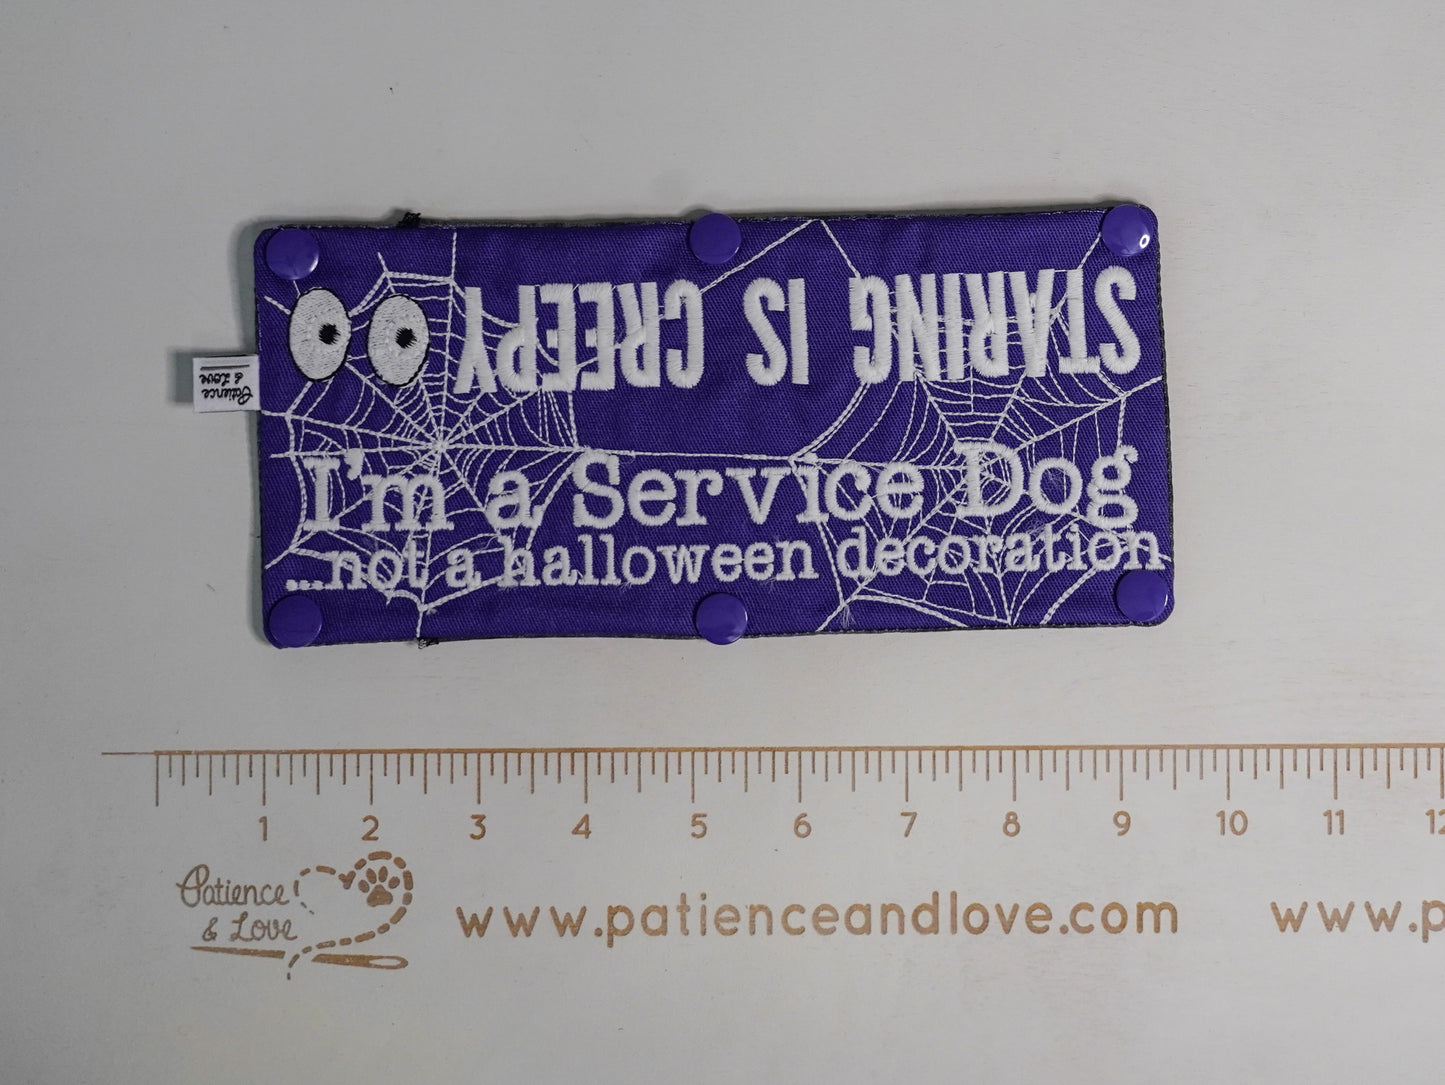 STARING IS CREEPY
Patience
& Love
I'm a Service Dog
...not a halloween decoration
1 2 3 4 5 6 7 8 9 10 11 12
Patience
& Love
www.patienceandlove.com
www.p